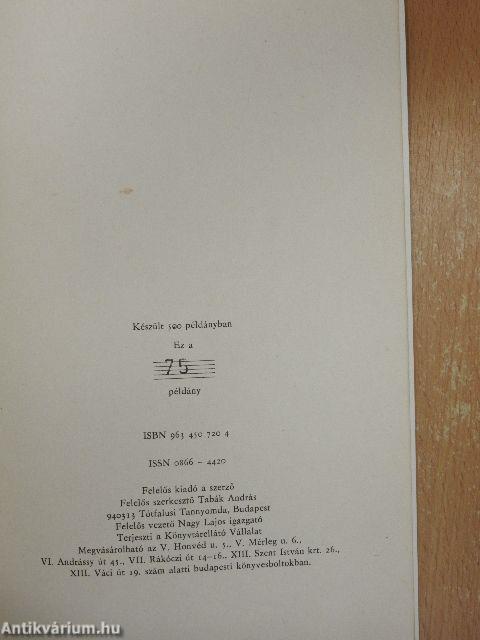 Készült 500 példányban
Ez a
75
példány
ISBN 963 450 720 4
ISSN 0866 – 4420
Felelős kiadó a szerző
Felelős szerkesztő Tabák András
940313 Tótfalusi Tannyomda, Budapest
Felelős vezető Nagy Lajos igazgató
Terjeszti a Könyvtárellátó Vállalat
Megvásárolható az V. Honvéd u. 5., V. Mérleg u. 6.,
VI. Andrássy út 45., VII. Rákóczi út 14–16., XIII. Szent István krt. 26.,
XIII. Váci út 19. szám alatti budapesti könyvesboltokban.
Antikvárium.hu